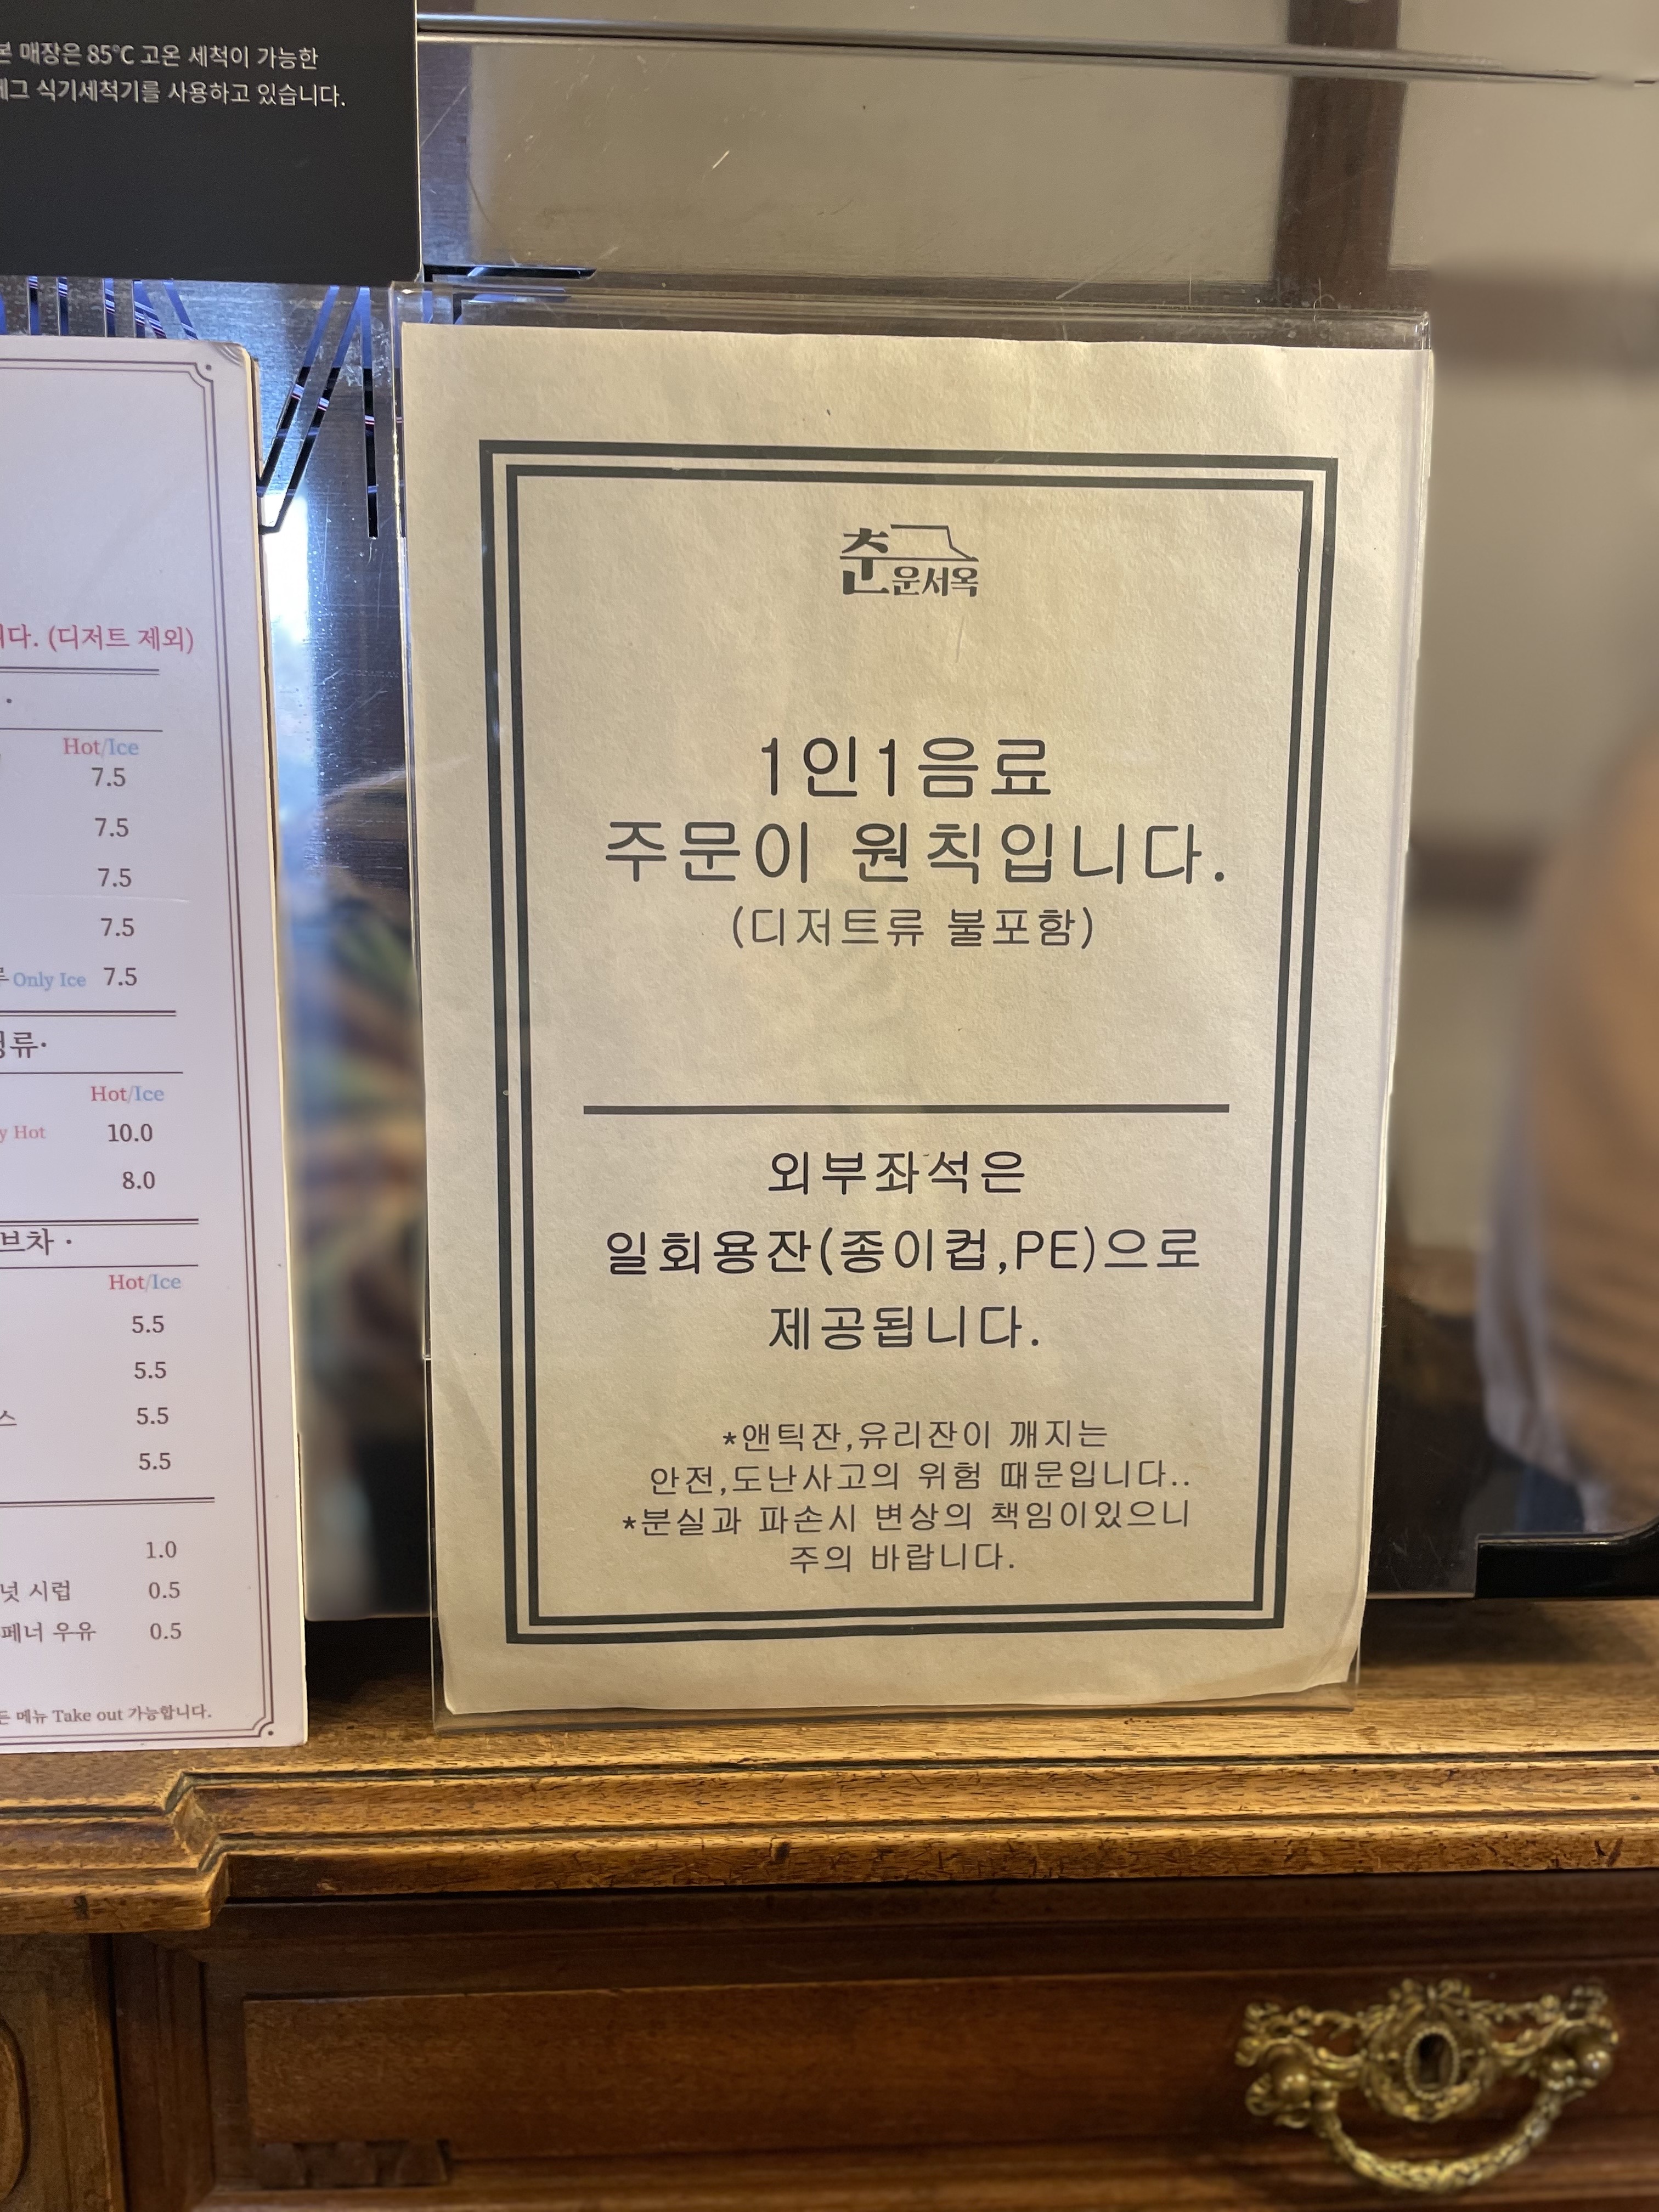 본 매장은 85℃ 고온 세척이 가능한
식기세척기를 사용하고 있습니다.
(디저트 제외)
Hot/Ice
7.5
7.5
7.5
7.5
Only Ice 7.5
Hot/Ice
Hot 10.0
8.0
Hot/Ice
5.5
5.5
5.5
5.5
1.0
시럽 0.5
우유 0.5
메뉴 Take out 가능합니다.
춘
운서옥
1인1음료
주문이 원칙입니다.
(디저트류 불포함)
외부좌석은
일회용잔(종이컵,PE)으로
제공됩니다.
*앤틱잔,유리잔이 깨지는
안전,도난사고의 위험 때문입니다..
*분실과 파손시 변상의 책임이있으니
주의 바랍니다.